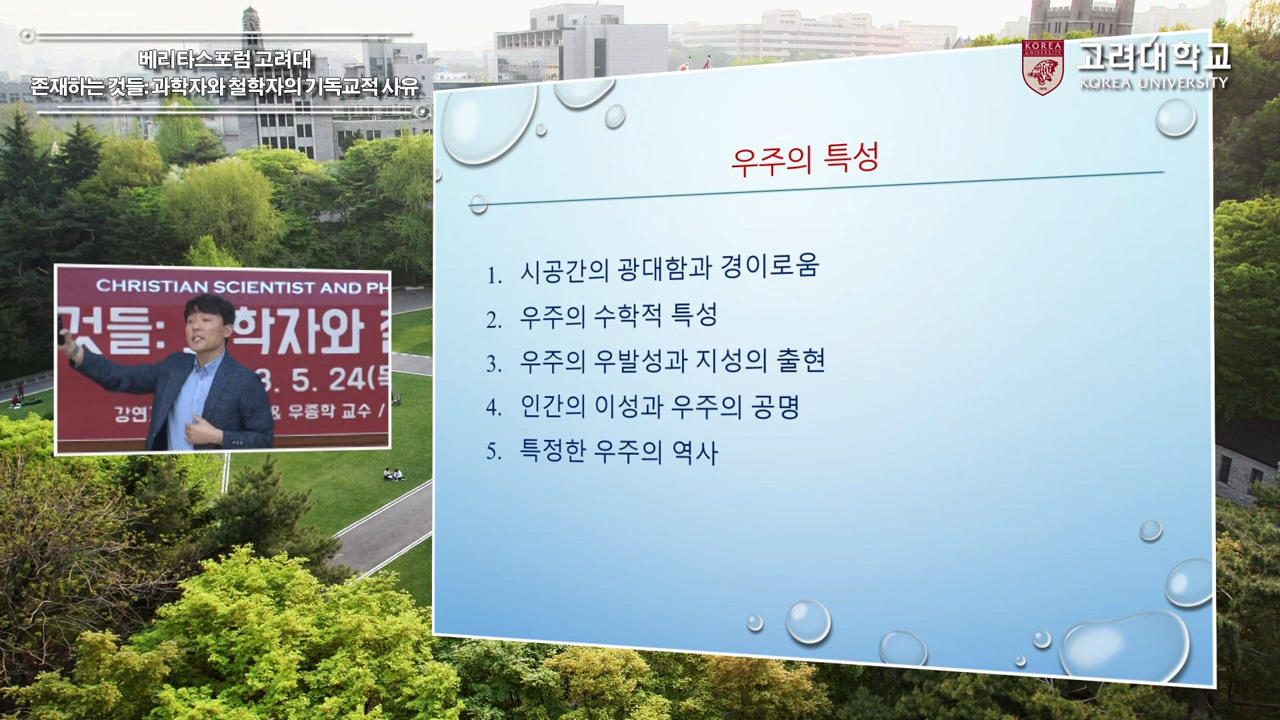 베리타스포럼 고려대
존재하는 것들: 과학자와 철학자의 기독교적 사유
KOREA
UNIVERSITY
1905
고려대학교
KOREA UNIVERSITY
우주의 특성
1. 시공간의 광대함과 경이로움
2. 우주의 수학적 특성
3. 우주의 우발성과 지성의 출현
4. 인간의 이성과 우주의 공명
5. 특정한 우주의 역사
CHRISTIAN SCIENTIST AND PH
것들: 학자와
3. 5. 24(
강연 & 우종학 교수 /